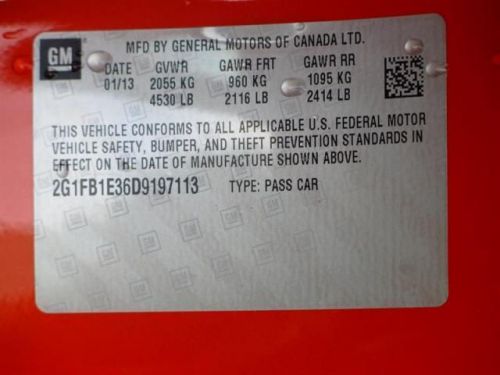 GM
MFD BY GENERAL MOTORS OF CANADA LTD.
DATE GVWR GAWR FRT GAWR RR
01/13 2055 KG 960 KG 1095 KG
4530 LB 2116 LB 2414 LB
THIS VEHICLE CONFORMS TO ALL APPLICABLE U.S. FEDERAL MOTOR
VEHICLE SAFETY, BUMPER, AND THEFT PREVENTION STANDARDS IN
EFFECT ON THE DATE OF MANUFACTURE SHOWN ABOVE.
2G1FB1E36D9197113 TYPE: PASS CAR